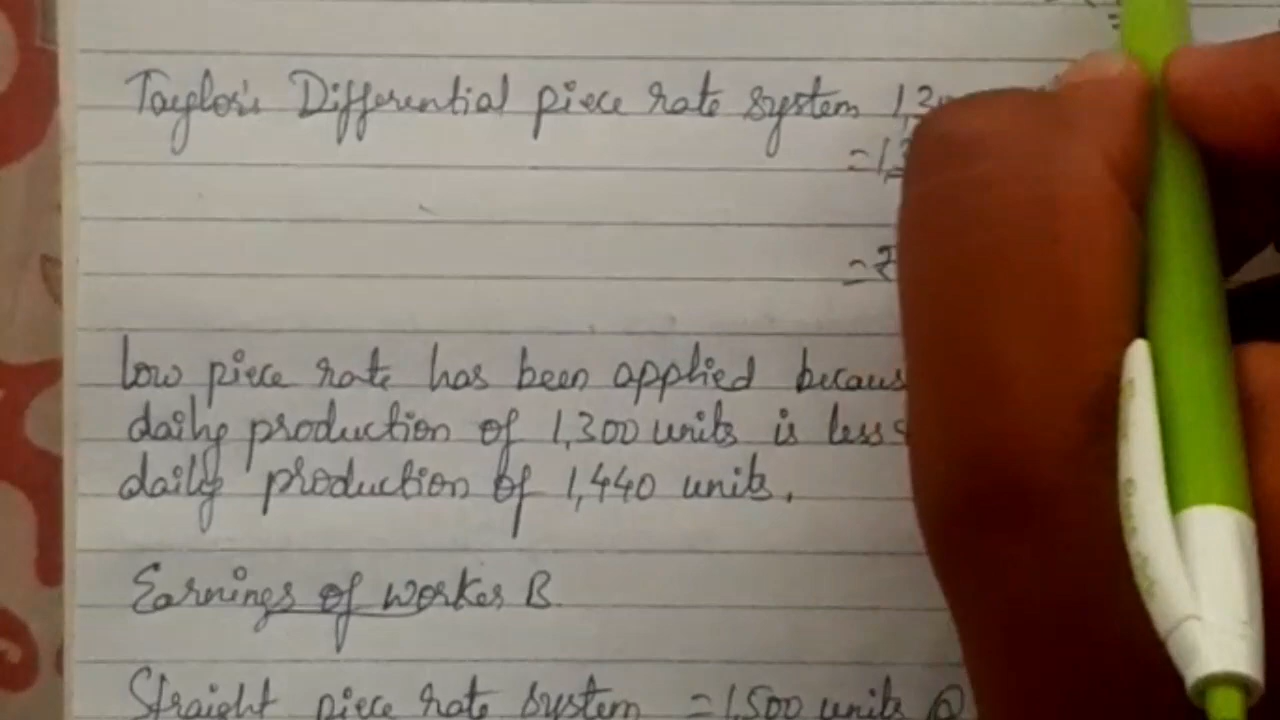 Taylor's Differential piece rate system 1,3
=1,3
=₹
low piece rate has been applied becaus
daily production of 1,300 units is less
daily production of 1,440 units.
Earnings of worker B.
Straight piece rate system =1,500 units @